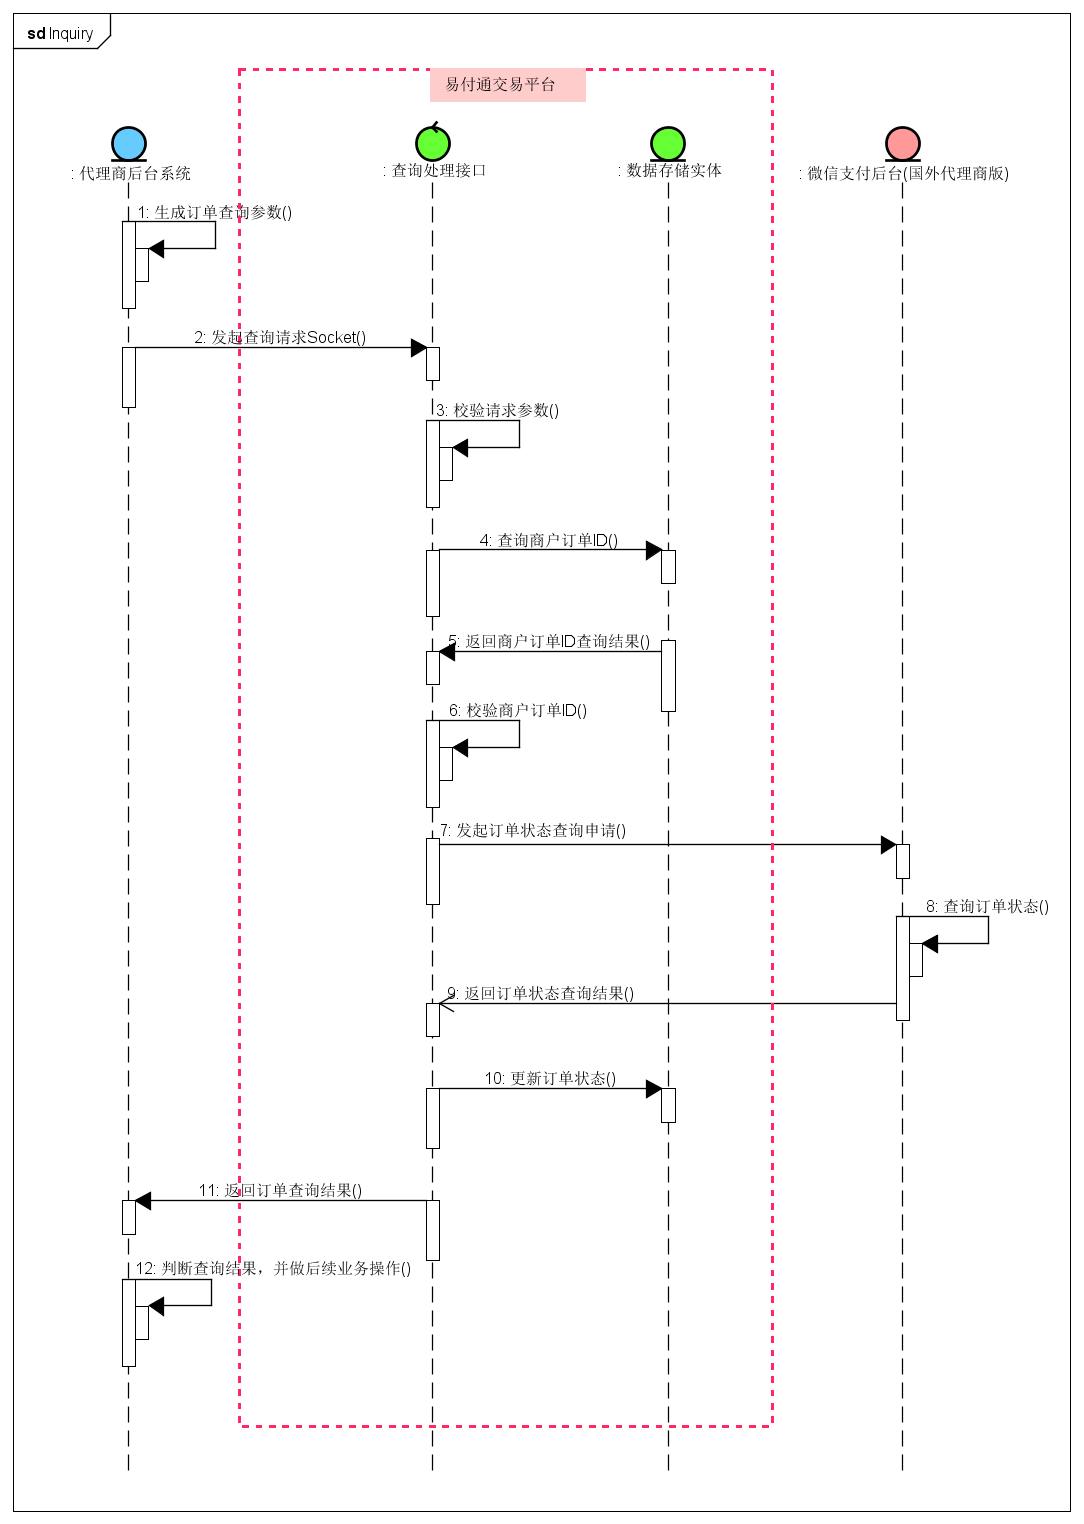 sd Inquiry
易付通交易平台
: 代理商后台系统
: 查询处理接口
: 数据存储实体
: 微信支付后台(国外代理商版)
1: 生成订单查询参数()
2: 发起查询请求Socket()
3: 校验请求参数()
4: 查询商户订单ID()
5: 返回商户订单ID查询结果()
6: 校验商户订单ID()
7: 发起订单状态查询申请()
8: 查询订单状态()
9: 返回订单状态查询结果()
10: 更新订单状态()
11: 返回订单查询结果()
12: 判断查询结果，并做后续业务操作()